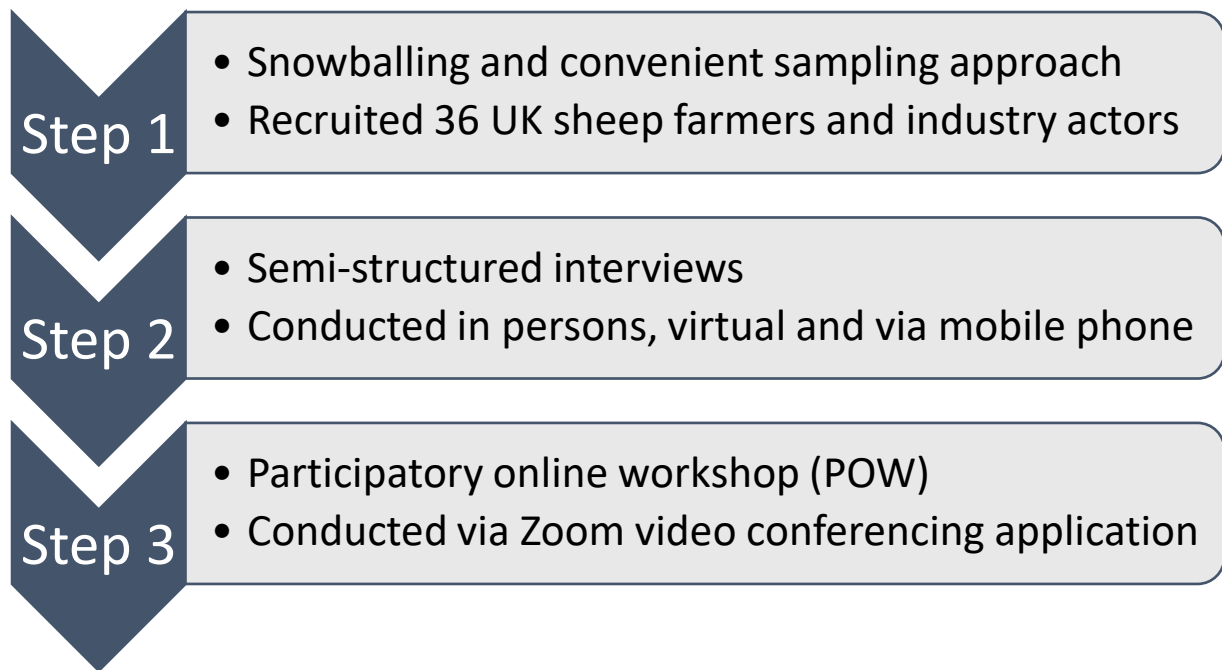 Step 1
• Snowballing and convenient sampling approach
• Recruited 36 UK sheep farmers and industry actors
Step 2
• Semi-structured interviews
• Conducted in persons, virtual and via mobile phone
Step 3
• Participatory online workshop (POW)
• Conducted via Zoom video conferencing application